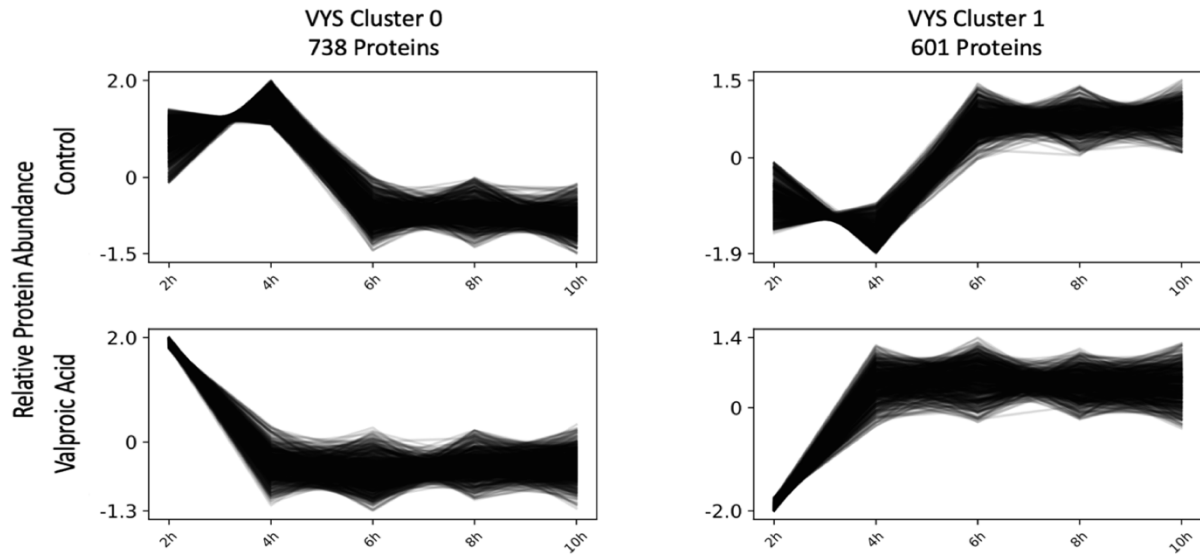 VYS Cluster 0
738 Proteins
VYS Cluster 1
601 Proteins
Relative Protein Abundance
Control
2.0
0
-1.5
2h
4h
6h
8h
10h
1.5
0
-1.9
2h
4h
6h
8h
10h
Valproic Acid
2.0
0
-1.3
2h
4h
6h
8h
10h
1.4
0
-2.0
2h
4h
6h
8h
10h